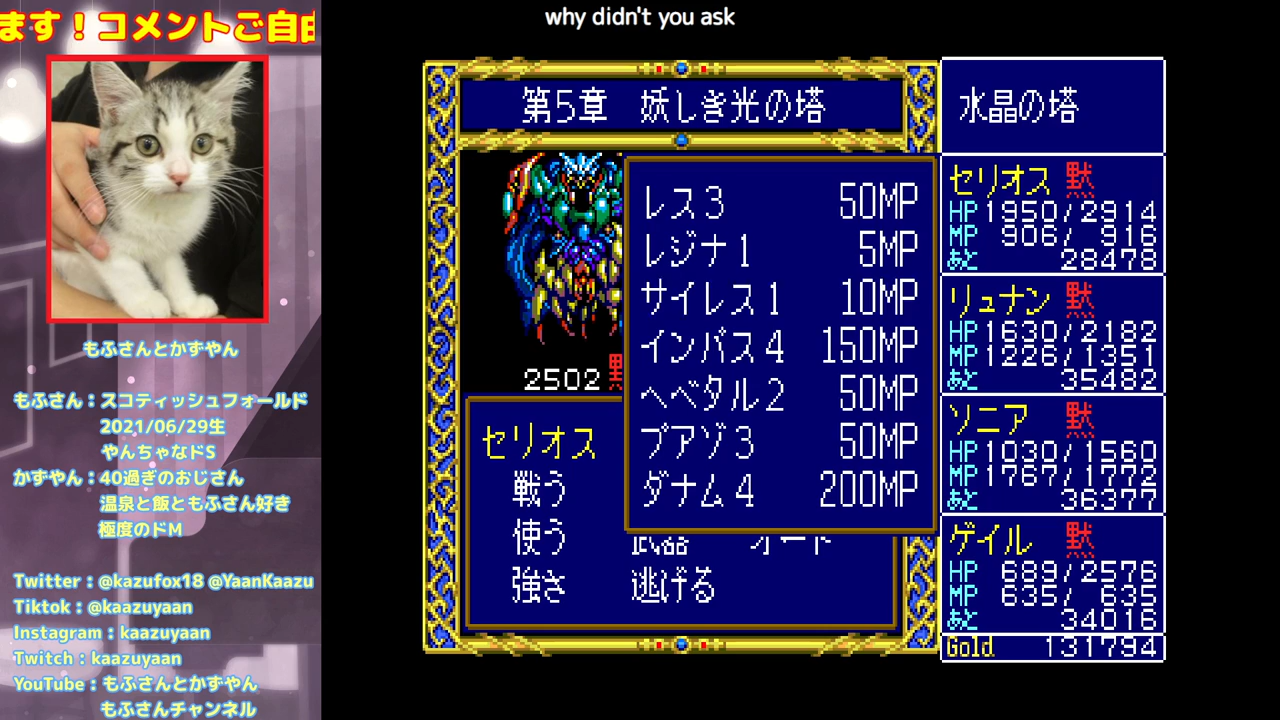 ます！コメントご自由
why didn't you ask
もふさんとかずやん
もふさん：スコティッシュフォールド
2021/06/29生
やんちゃなドS
かずやん：40過ぎのおじさん
温泉と飯ともふさん好き
極度のドM
Twitter：@kazufox18 @YaanKaazu
Tiktok：@kaazuyaan
Instagram：kaazuyaan
Twitch：kaazuyaan
YouTube：もふさんとかずやん
もふさんチャンネル
第5章 妖しき光の塔
2502 黙
レス3 50MP
レジナ1 5MP
サイレス1 10MP
インバス4 150MP
ヘベタル2 50MP
ブアゾ3 50MP
ダナム4 200MP
セリオス
戦う
使う 武器 オート
強さ 逃げる
水晶の塔
セリオス 黙
HP1950/2914
MP 906/ 916
あと 28478
リュナン 黙
HP1630/2182
MP1226/1351
あと 35482
ソニア 黙
HP1030/1560
MP1767/1772
あと 36377
ゲイル 黙
HP 689/2576
MP 635/ 635
あと 34016
Gold 131794